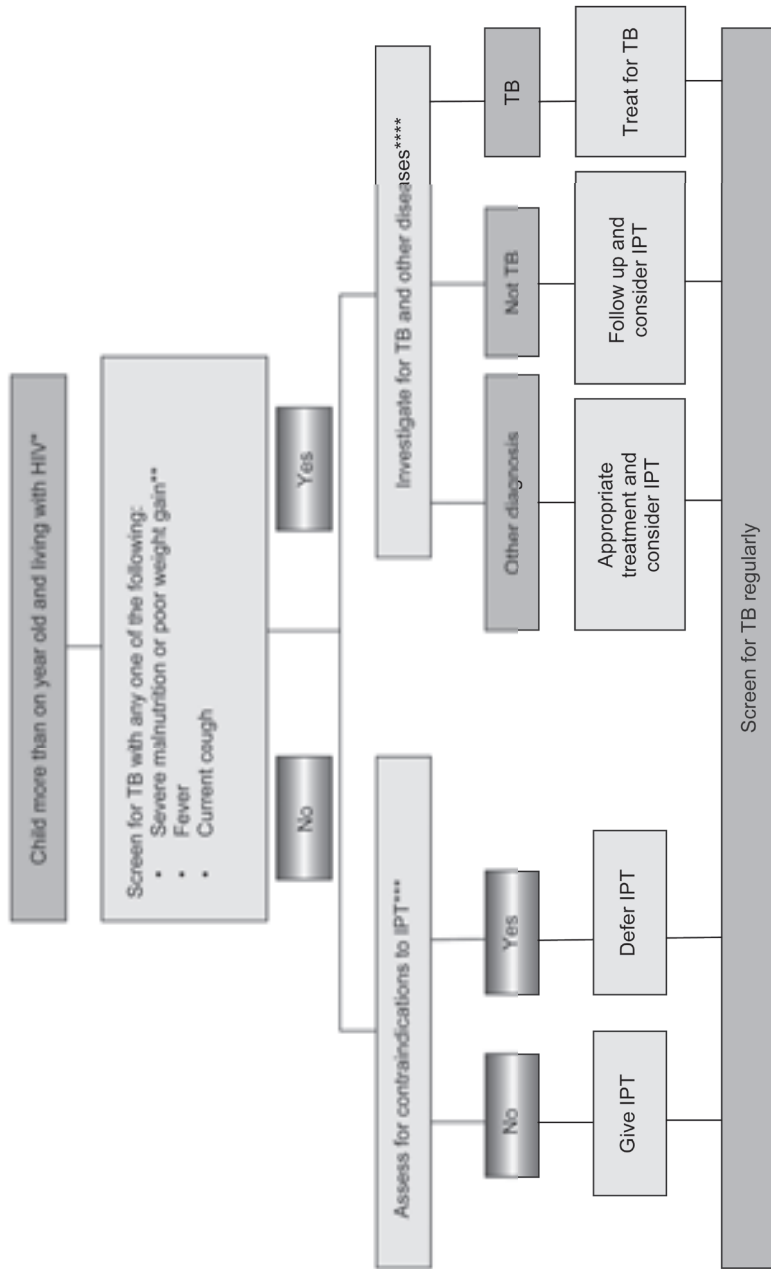 Child more than on year old and living with HIV*
Screen for TB with any one of the following:
• Severe malnutrition or poor weight gain**
• Fever
• Current cough
No
Yes
Assess for contraindications to IPT***
Investigate for TB and other diseases****
No
Yes
Other diagnosis
Not TB
TB
Give IPT
Defer IPT
Appropriate
treatment and
consider IPT
Follow up and
consider IPT
Treat for TB
Screen for TB regularly